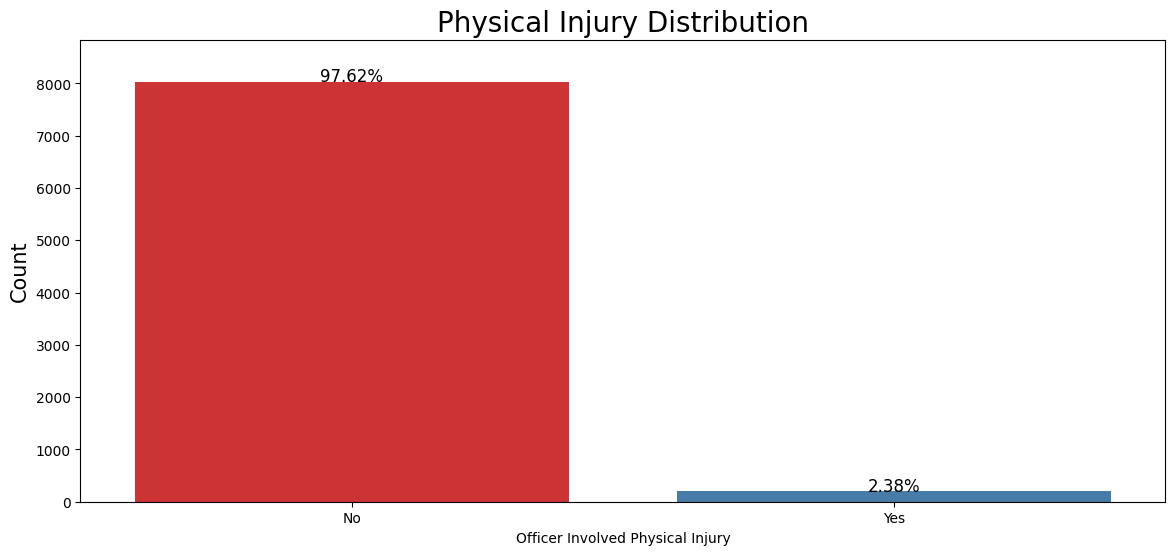 Physical Injury Distribution
Count
8000
7000
6000
5000
4000
3000
2000
1000
0
97.62%
2.38%
No
Yes
Officer Involved Physical Injury